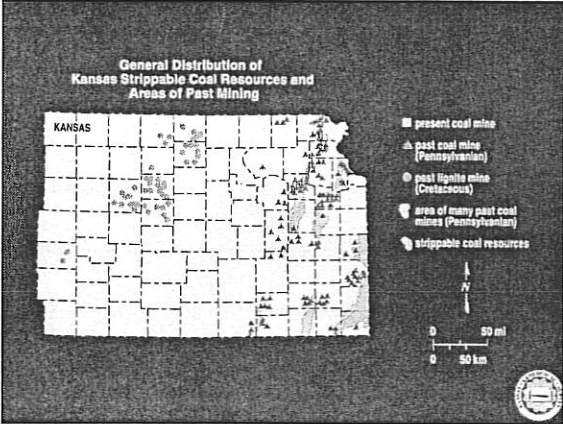 General Distribution of
Kansas Strippable Coal Resources and
Areas of Past Mining
KANSAS
present coal mine
past coal mine
(Pennsylvanian)
past lignite mine
(Cretaceous)
area of many past coal
mines (Pennsylvanian)
strippable coal resources
N
0 50 mi
0 50 km